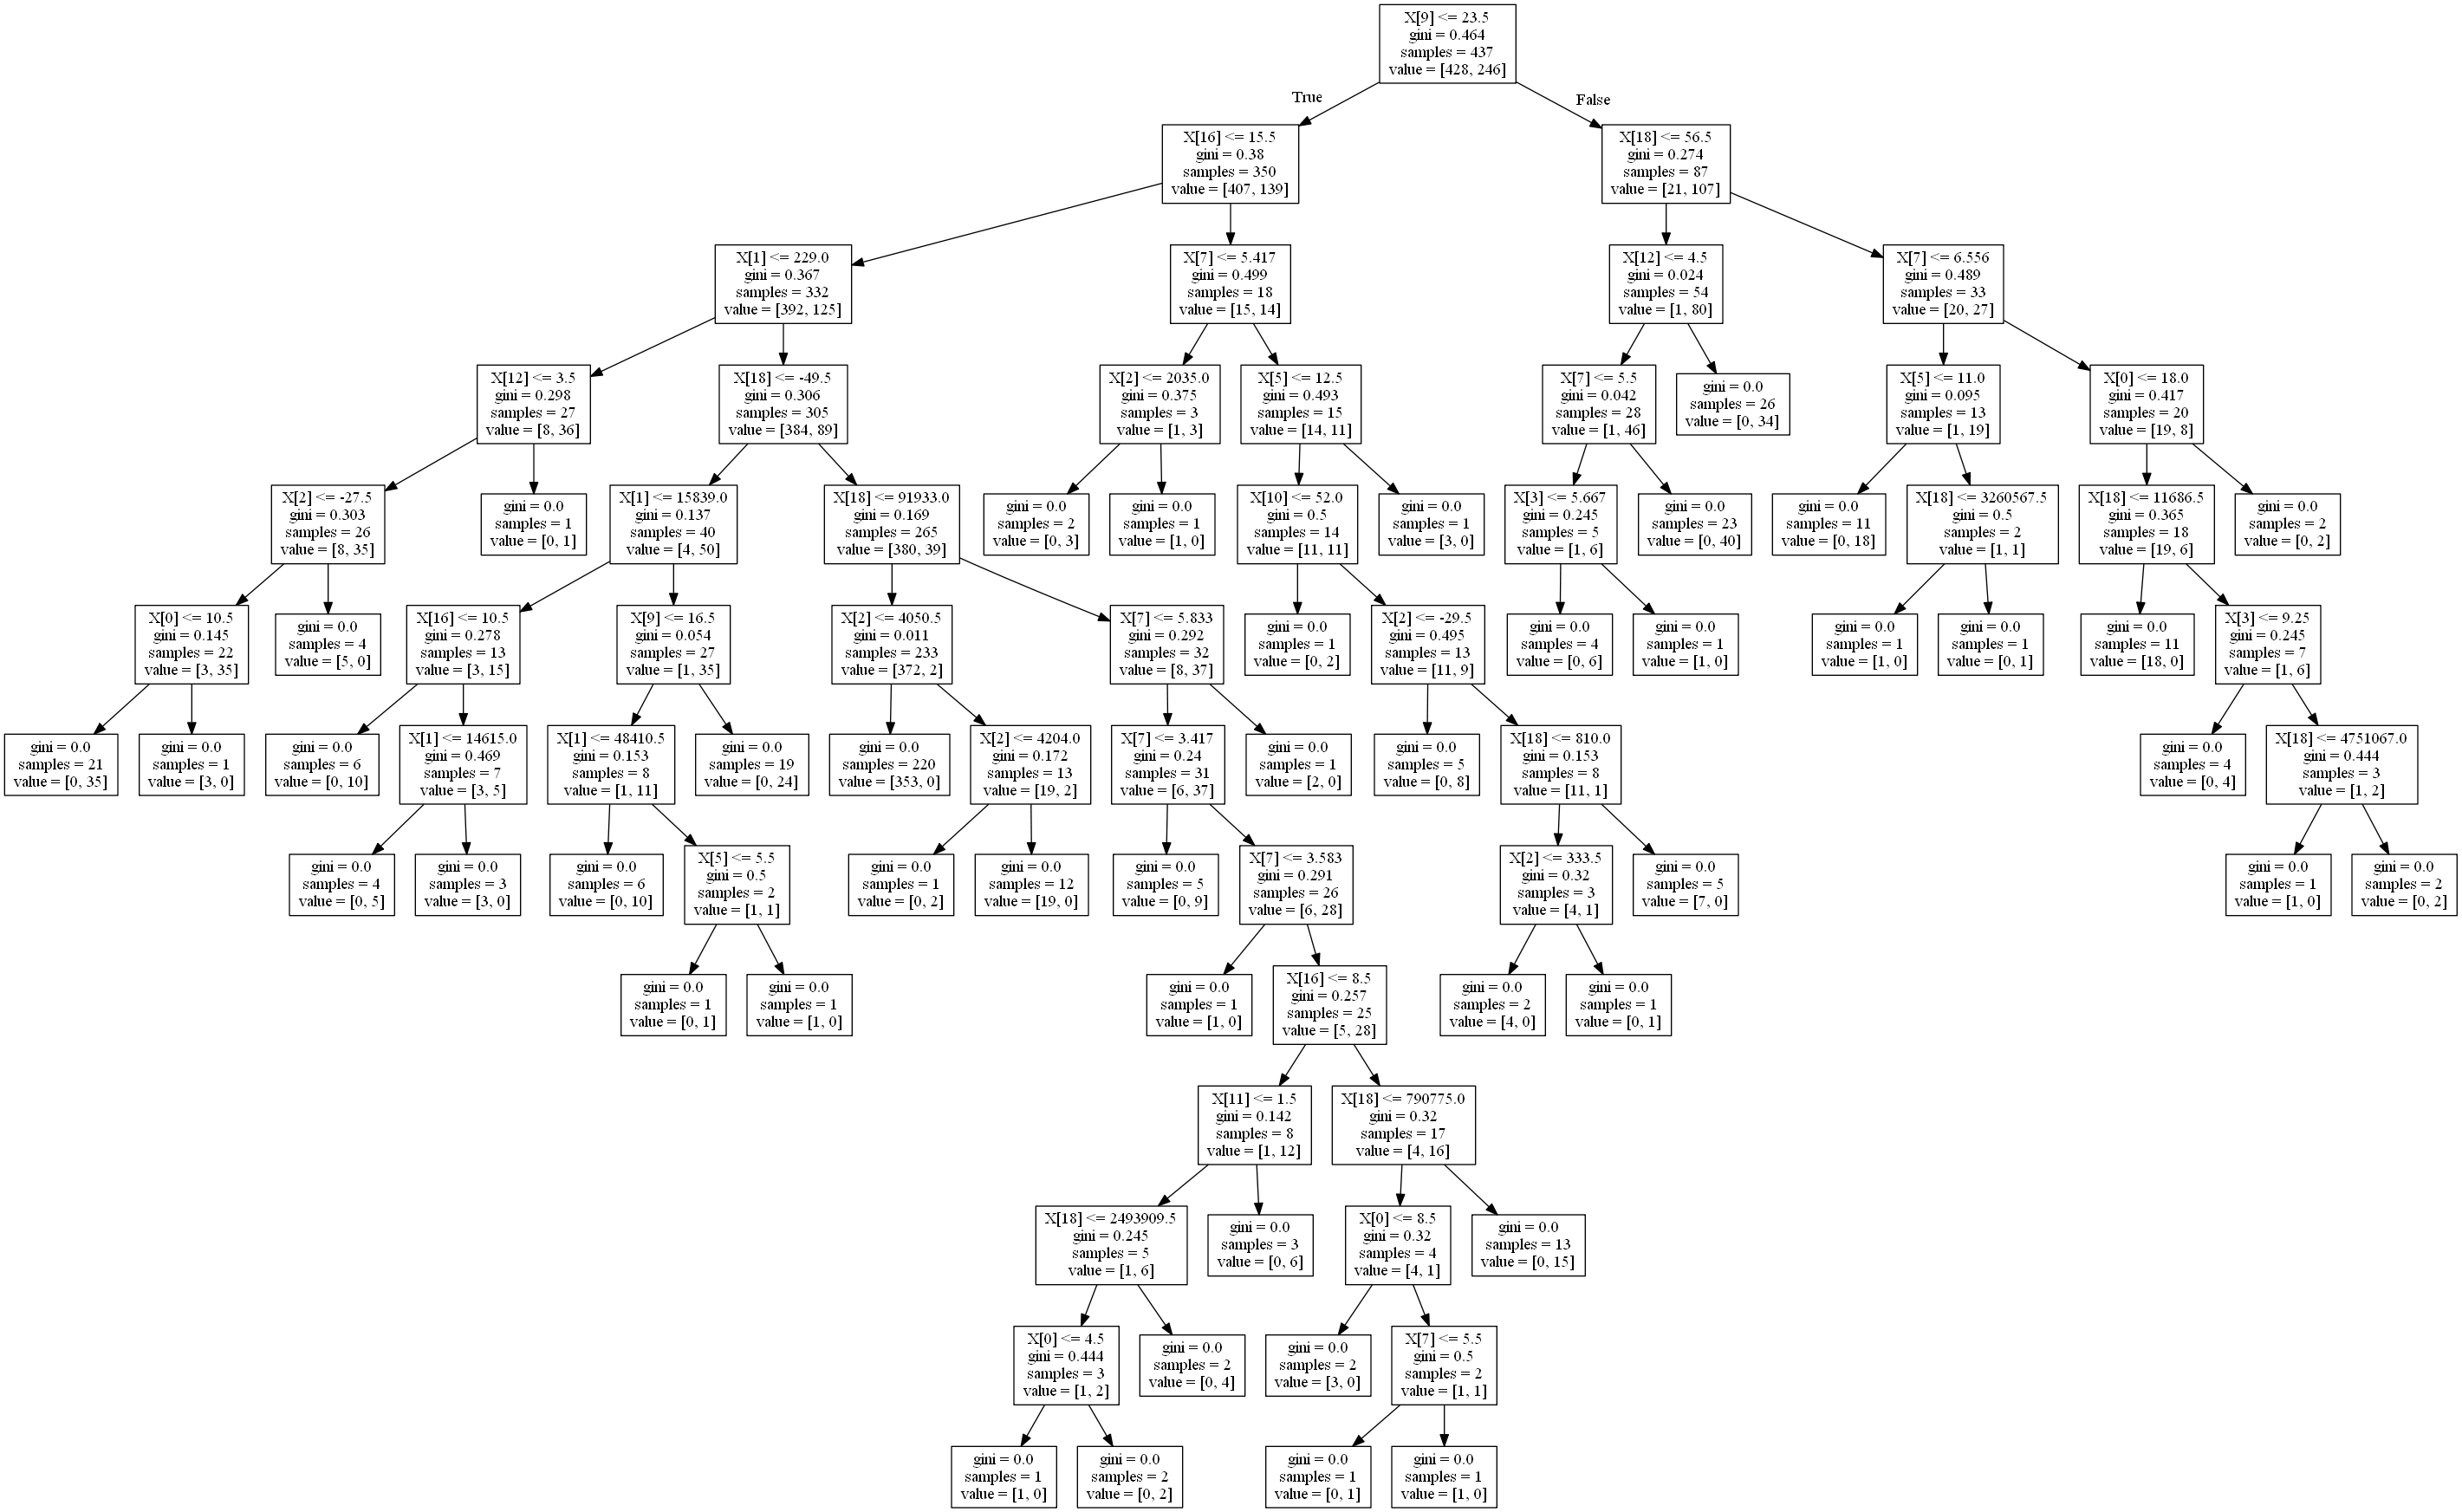 X[9] <= 23.5
gini = 0.464
samples = 437
value = [428, 246]
True
False
X[16] <= 15.5
gini = 0.38
samples = 350
value = [407, 139]
X[18] <= 56.5
gini = 0.274
samples = 87
value = [21, 107]
X[1] <= 229.0
gini = 0.367
samples = 332
value = [392, 125]
X[7] <= 5.417
gini = 0.499
samples = 18
value = [15, 14]
X[12] <= 4.5
gini = 0.024
samples = 54
value = [1, 80]
X[7] <= 6.556
gini = 0.489
samples = 33
value = [20, 27]
X[12] <= 3.5
gini = 0.298
samples = 27
value = [8, 36]
X[18] <= -49.5
gini = 0.306
samples = 305
value = [384, 89]
X[2] <= 2035.0
gini = 0.375
samples = 3
value = [1, 3]
X[5] <= 12.5
gini = 0.493
samples = 15
value = [14, 11]
X[7] <= 5.5
gini = 0.042
samples = 28
value = [1, 46]
gini = 0.0
samples = 26
value = [0, 34]
X[5] <= 11.0
gini = 0.095
samples = 13
value = [1, 19]
X[0] <= 18.0
gini = 0.417
samples = 20
value = [19, 8]
X[2] <= -27.5
gini = 0.303
samples = 26
value = [8, 35]
gini = 0.0
samples = 1
value = [0, 1]
X[1] <= 15839.0
gini = 0.137
samples = 40
value = [4, 50]
X[18] <= 91933.0
gini = 0.169
samples = 265
value = [380, 39]
gini = 0.0
samples = 2
value = [0, 3]
gini = 0.0
samples = 1
value = [1, 0]
X[10] <= 52.0
gini = 0.5
samples = 14
value = [11, 11]
gini = 0.0
samples = 1
value = [3, 0]
X[3] <= 5.667
gini = 0.245
samples = 5
value = [1, 6]
gini = 0.0
samples = 23
value = [0, 40]
gini = 0.0
samples = 11
value = [0, 18]
X[18] <= 3260567.5
gini = 0.5
samples = 2
value = [1, 1]
X[18] <= 11686.5
gini = 0.365
samples = 18
value = [19, 6]
gini = 0.0
samples = 2
value = [0, 2]
X[0] <= 10.5
gini = 0.145
samples = 22
value = [3, 35]
gini = 0.0
samples = 4
value = [5, 0]
X[16] <= 10.5
gini = 0.278
samples = 13
value = [3, 15]
X[9] <= 16.5
gini = 0.054
samples = 27
value = [1, 35]
X[2] <= 4050.5
gini = 0.011
samples = 233
value = [372, 2]
X[7] <= 5.833
gini = 0.292
samples = 32
value = [8, 37]
gini = 0.0
samples = 1
value = [0, 2]
X[2] <= -29.5
gini = 0.495
samples = 13
value = [11, 9]
gini = 0.0
samples = 4
value = [0, 6]
gini = 0.0
samples = 1
value = [1, 0]
gini = 0.0
samples = 1
value = [1, 0]
gini = 0.0
samples = 1
value = [0, 1]
gini = 0.0
samples = 11
value = [18, 0]
X[3] <= 9.25
gini = 0.245
samples = 7
value = [1, 6]
gini = 0.0
samples = 21
value = [0, 35]
gini = 0.0
samples = 1
value = [3, 0]
gini = 0.0
samples = 6
value = [0, 10]
X[1] <= 14615.0
gini = 0.469
samples = 7
value = [3, 5]
X[1] <= 48410.5
gini = 0.153
samples = 8
value = [1, 11]
gini = 0.0
samples = 19
value = [0, 24]
gini = 0.0
samples = 220
value = [353, 0]
X[2] <= 4204.0
gini = 0.172
samples = 13
value = [19, 2]
X[7] <= 3.417
gini = 0.24
samples = 31
value = [6, 37]
gini = 0.0
samples = 1
value = [2, 0]
gini = 0.0
samples = 5
value = [0, 8]
X[18] <= 810.0
gini = 0.153
samples = 8
value = [11, 1]
gini = 0.0
samples = 4
value = [0, 4]
X[18] <= 4751067.0
gini = 0.444
samples = 3
value = [1, 2]
gini = 0.0
samples = 4
value = [0, 5]
gini = 0.0
samples = 3
value = [3, 0]
gini = 0.0
samples = 6
value = [0, 10]
X[5] <= 5.5
gini = 0.5
samples = 2
value = [1, 1]
gini = 0.0
samples = 1
value = [0, 2]
gini = 0.0
samples = 12
value = [19, 0]
gini = 0.0
samples = 5
value = [0, 9]
X[7] <= 3.583
gini = 0.291
samples = 26
value = [6, 28]
X[2] <= 333.5
gini = 0.32
samples = 3
value = [4, 1]
gini = 0.0
samples = 5
value = [7, 0]
gini = 0.0
samples = 1
value = [1, 0]
gini = 0.0
samples = 2
value = [0, 2]
gini = 0.0
samples = 1
value = [0, 1]
gini = 0.0
samples = 1
value = [1, 0]
gini = 0.0
samples = 1
value = [1, 0]
X[16] <= 8.5
gini = 0.257
samples = 25
value = [5, 28]
gini = 0.0
samples = 2
value = [4, 0]
gini = 0.0
samples = 1
value = [0, 1]
X[11] <= 1.5
gini = 0.142
samples = 8
value = [1, 12]
X[18] <= 790775.0
gini = 0.32
samples = 17
value = [4, 16]
X[18] <= 2493909.5
gini = 0.245
samples = 5
value = [1, 6]
gini = 0.0
samples = 3
value = [0, 6]
X[0] <= 8.5
gini = 0.32
samples = 4
value = [4, 1]
gini = 0.0
samples = 13
value = [0, 15]
X[0] <= 4.5
gini = 0.444
samples = 3
value = [1, 2]
gini = 0.0
samples = 2
value = [0, 4]
gini = 0.0
samples = 2
value = [3, 0]
X[7] <= 5.5
gini = 0.5
samples = 2
value = [1, 1]
gini = 0.0
samples = 1
value = [1, 0]
gini = 0.0
samples = 2
value = [0, 2]
gini = 0.0
samples = 1
value = [0, 1]
gini = 0.0
samples = 1
value = [1, 0]